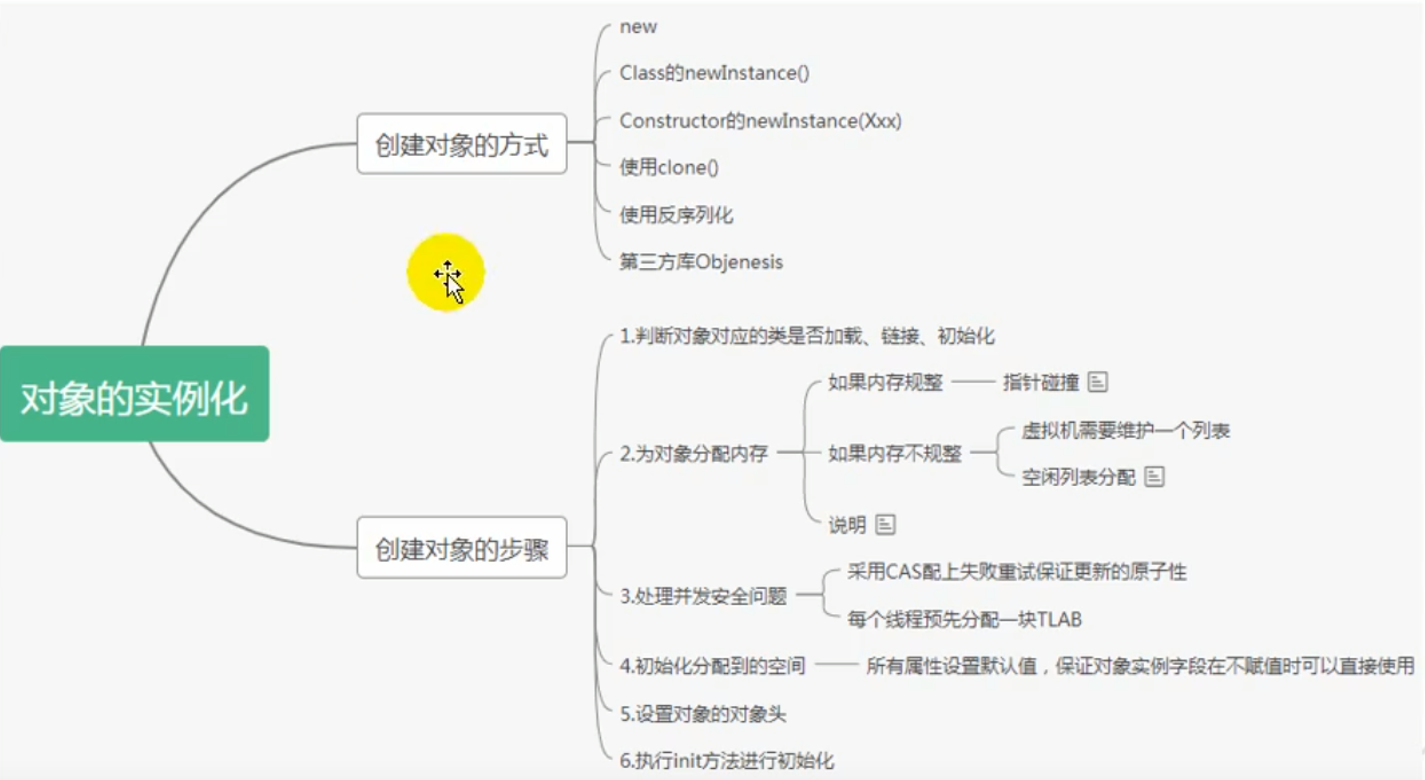 对象的实例化
创建对象的方式
new
Class的newInstance()
Constructor的newInstance(Xxx)
使用clone()
使用反序列化
第三方库Objenesis
创建对象的步骤
1.判断对象对应的类是否加载、链接、初始化
2.为对象分配内存
如果内存规整
指针碰撞
如果内存不规整
虚拟机需要维护一个列表
空闲列表分配
说明
3.处理并发安全问题
采用CAS配上失败重试保证更新的原子性
每个线程预先分配一块TLAB
4.初始化分配到的空间
所有属性设置默认值，保证对象实例字段在不赋值时可以直接使用
5.设置对象的对象头
6.执行init方法进行初始化